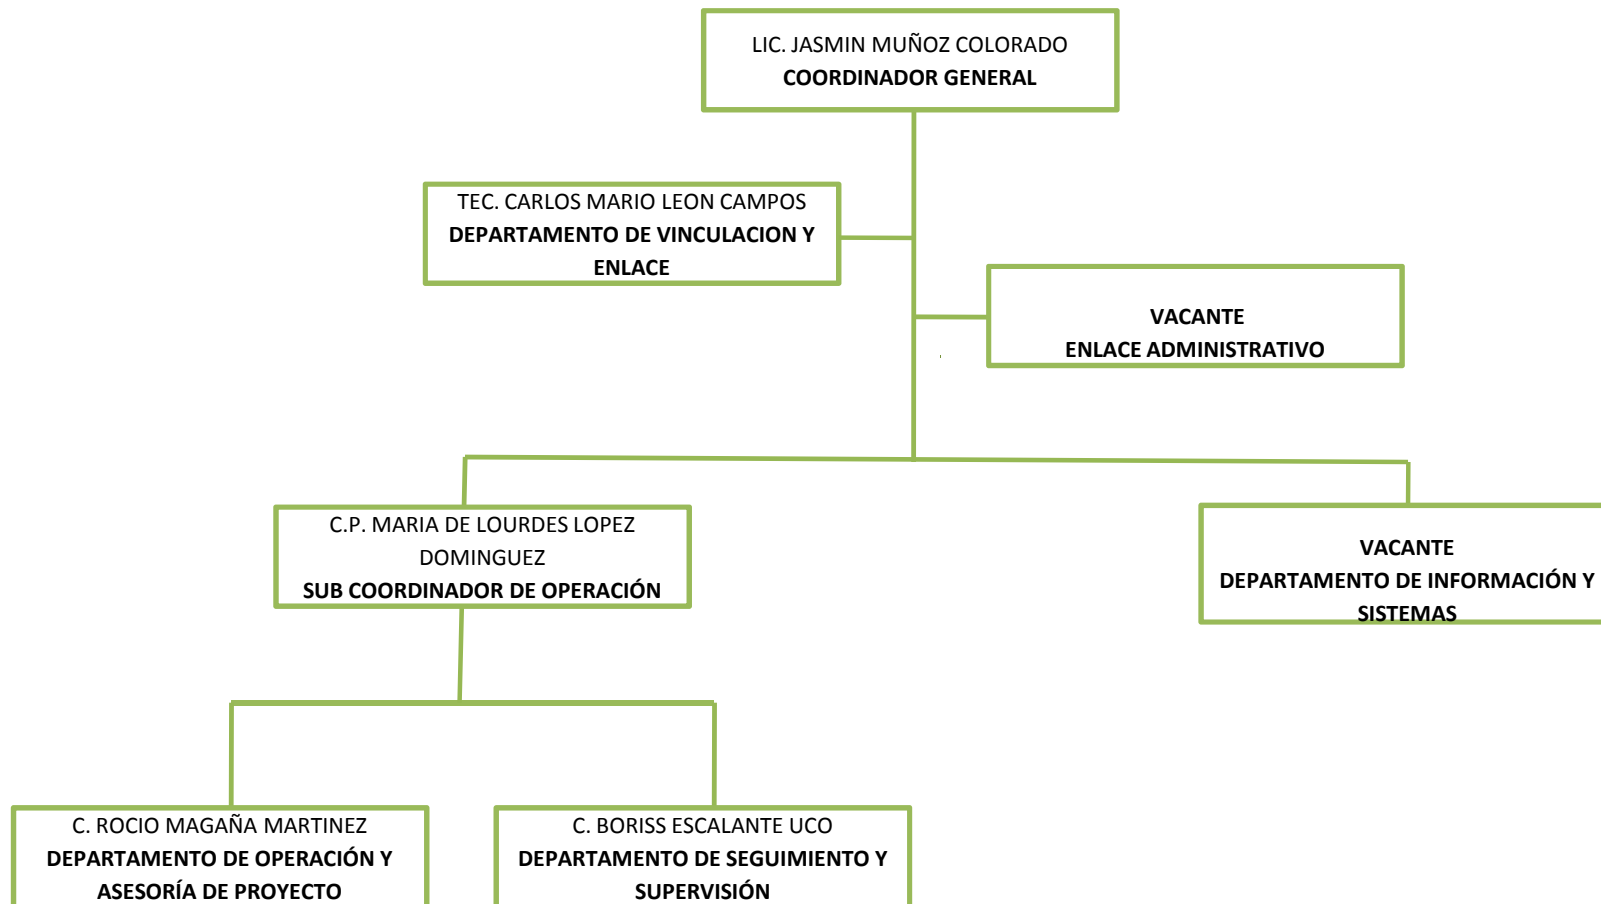 LIC. JASMIN MUÑOZ COLORADO
COORDINADOR GENERAL
TEC. CARLOS MARIO LEON CAMPOS
DEPARTAMENTO DE VINCULACION Y
ENLACE
VACANTE
ENLACE ADMINISTRATIVO
C.P. MARIA DE LOURDES LOPEZ
DOMINGUEZ
SUB COORDINADOR DE OPERACIÓN
VACANTE
DEPARTAMENTO DE INFORMACIÓN Y
SISTEMAS
C. ROCIO MAGAÑA MARTINEZ
DEPARTAMENTO DE OPERACIÓN Y
ASESORÍA DE PROYECTO
C. BORISS ESCALANTE UCO
DEPARTAMENTO DE SEGUIMIENTO Y
SUPERVISIÓN